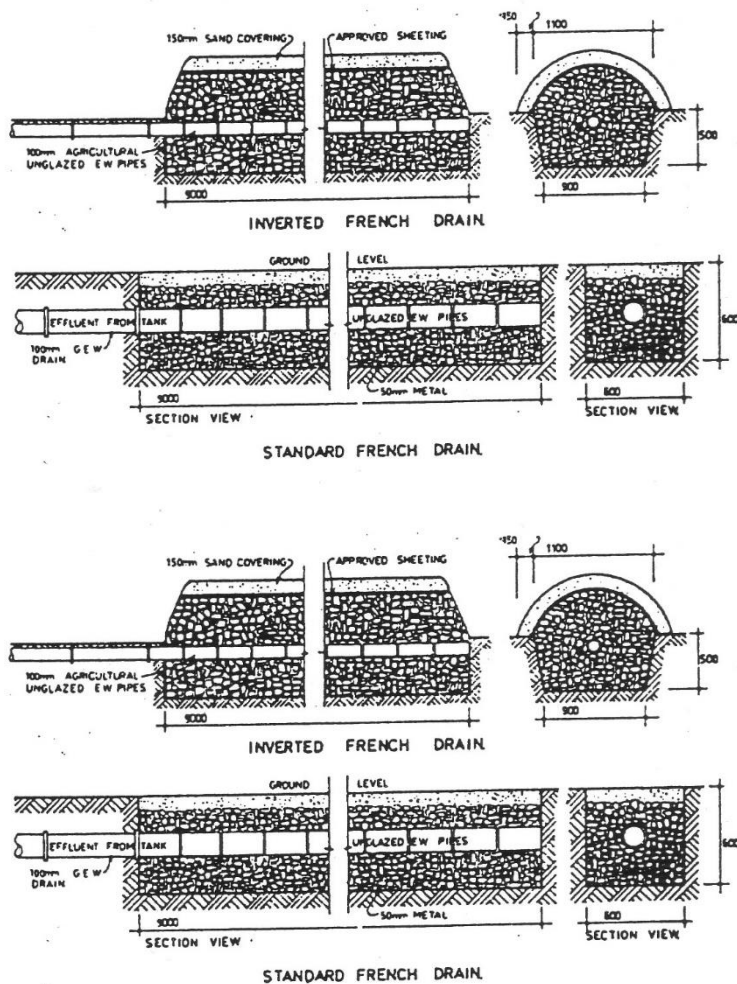 150mm SAND COVERING
APPROVED SHEETING
150
1100
100mm AGRICULTURAL
UNGLAZED EW PIPES
500
9000
900
INVERTED FRENCH DRAIN.
GROUND LEVEL
EFFLUENT FROM TANK
UNGLAZED EW PIPES
600
100mm G E W
DRAIN
50mm METAL
9000
600
SECTION VIEW
SECTION VIEW.
STANDARD FRENCH DRAIN.
150mm SAND COVERING
APPROVED SHEETING
150
1100
100mm AGRICULTURAL
UNGLAZED EW PIPES
500
9000
900
INVERTED FRENCH DRAIN.
GROUND LEVEL
EFFLUENT FROM TANK
UNGLAZED EW PIPES
600
100mm G E W
DRAIN
50mm METAL
9000
600
SECTION VIEW
SECTION VIEW.
STANDARD FRENCH DRAIN.